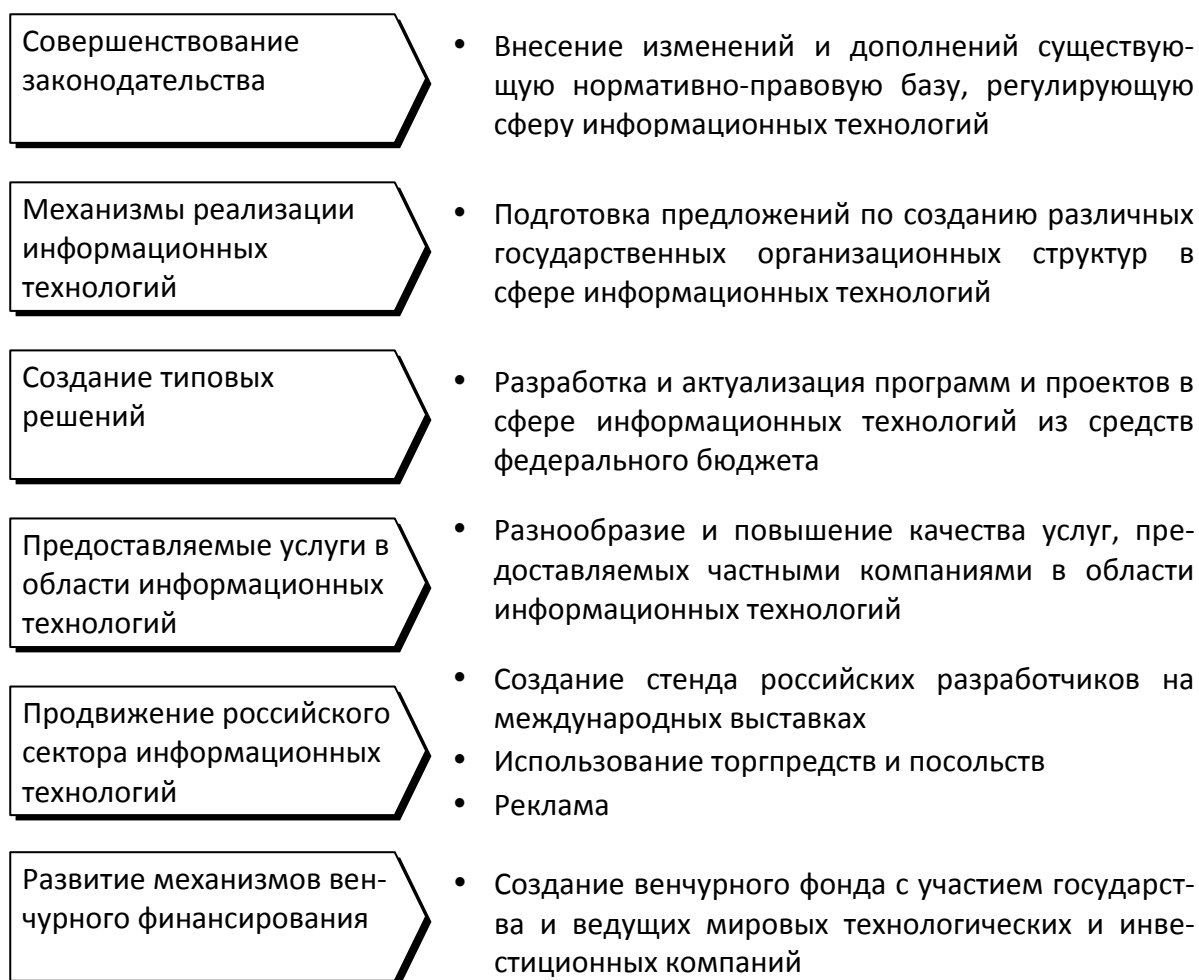 Совершенствование
законодательства
• Внесение изменений и дополнений существую-
щую нормативно-правовую базу, регулирующую
сферу информационных технологий
Механизмы реализации
информационных
технологий
• Подготовка предложений по созданию различных
государственных организационных структур в
сфере информационных технологий
Создание типовых
решений
• Разработка и актуализация программ и проектов в
сфере информационных технологий из средств
федерального бюджета
Предоставляемые услуги в
области информационных
технологий
• Разнообразие и повышение качества услуг, пре-
доставляемых частными компаниями в области
информационных технологий
Продвижение российского
сектора информационных
технологий
• Создание стенда российских разработчиков на
международных выставках
• Использование торгпредств и посольств
• Реклама
Развитие механизмов вен-
чурного финансирования
• Создание венчурного фонда с участием государст-
ва и ведущих мировых технологических и инве-
стиционных компаний